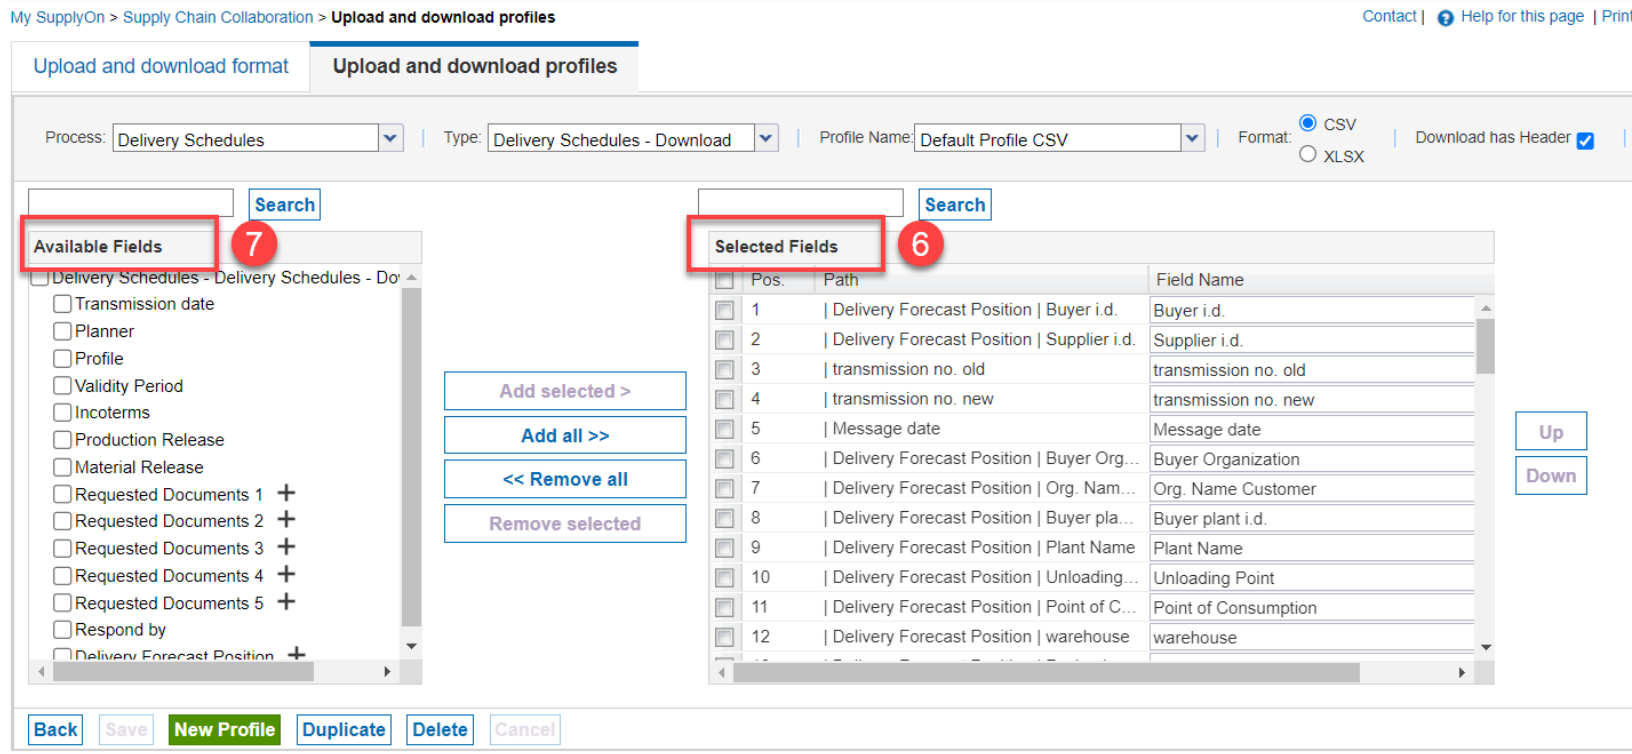 My SupplyOn > Supply Chain Collaboration > Upload and download profiles
Contact | ? Help for this page | Print
Upload and download format
Upload and download profiles
Process: Delivery Schedules | Type: Delivery Schedules - Download | Profile Name: Default Profile CSV | Format: CSV XLSX | Download has Header |
Search
Search
Available Fields
7
Delivery Schedules - Delivery Schedules - Do
Transmission date
Planner
Profile
Validity Period
Incoterms
Production Release
Material Release
Requested Documents 1 +
Requested Documents 2 +
Requested Documents 3 +
Requested Documents 4 +
Requested Documents 5 +
Respond by
Delivery Forecast Position +
Add selected >
Add all >>
<< Remove all
Remove selected
Selected Fields
6
Pos. Path Field Name
1 | Delivery Forecast Position | Buyer i.d. Buyer i.d.
2 | Delivery Forecast Position | Supplier i.d. Supplier i.d.
3 | transmission no. old transmission no. old
4 | transmission no. new transmission no. new
5 | Message date Message date
6 | Delivery Forecast Position | Buyer Org... Buyer Organization
7 | Delivery Forecast Position | Org. Nam... Org. Name Customer
8 | Delivery Forecast Position | Buyer pla... Buyer plant i.d.
9 | Delivery Forecast Position | Plant Name Plant Name
10 | Delivery Forecast Position | Unloading... Unloading Point
11 | Delivery Forecast Position | Point of C... Point of Consumption
12 | Delivery Forecast Position | warehouse warehouse
Up
Down
Back Save New Profile Duplicate Delete Cancel